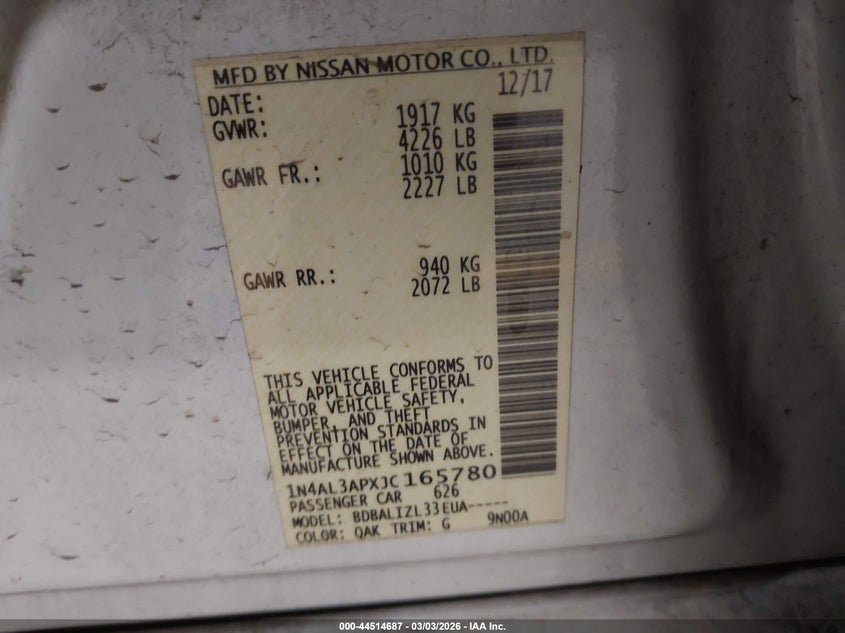 MFD BY NISSAN MOTOR CO., LTD.
DATE: 12/17
GVWR: 1917 KG
4226 LB
GAWR FR.: 1010 KG
2227 LB
GAWR RR.: 940 KG
2072 LB
THIS VEHICLE CONFORMS TO
ALL APPLICABLE FEDERAL
MOTOR VEHICLE SAFETY,
BUMPER, AND THEFT
PREVENTION STANDARDS IN
EFFECT ON THE DATE OF
MANUFACTURE SHOWN ABOVE.
1N4AL3APXJC165780
PASSENGER CAR 626
MODEL: BDBALIZL33EUA-----
COLOR: QAK TRIM: G 9N00A
000-44514687 - 03/03/2026 - IAA Inc.